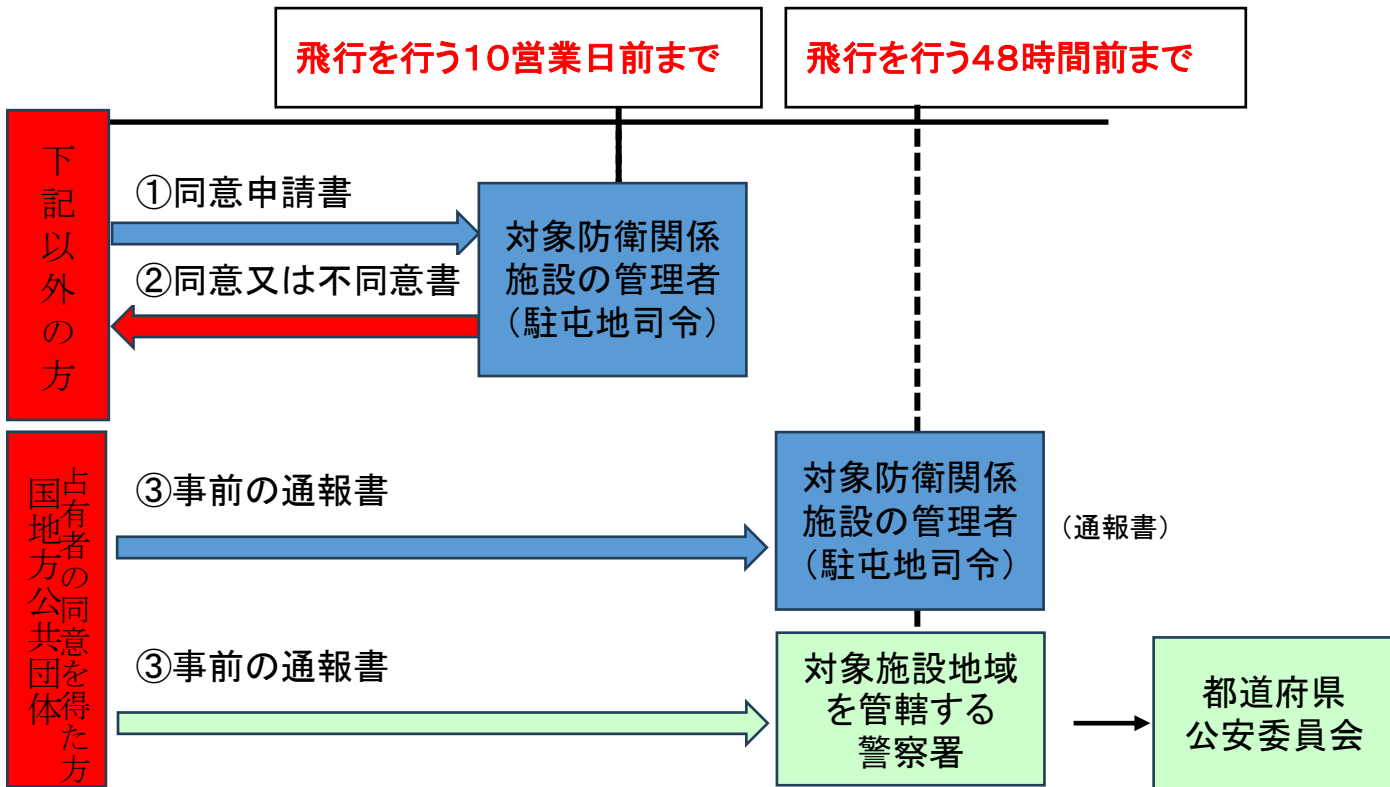 飛行を行う10営業日前まで
飛行を行う48時間前まで
下記以外の方
①同意申請書
②同意又は不同意書
対象防衛関係
施設の管理者
（駐屯地司令）
占有者の同意を得た方
国地方公共団体
③事前の通報書
対象防衛関係
施設の管理者
（駐屯地司令）
（通報書）
③事前の通報書
対象施設地域
を管轄する
警察署
都道府県
公安委員会